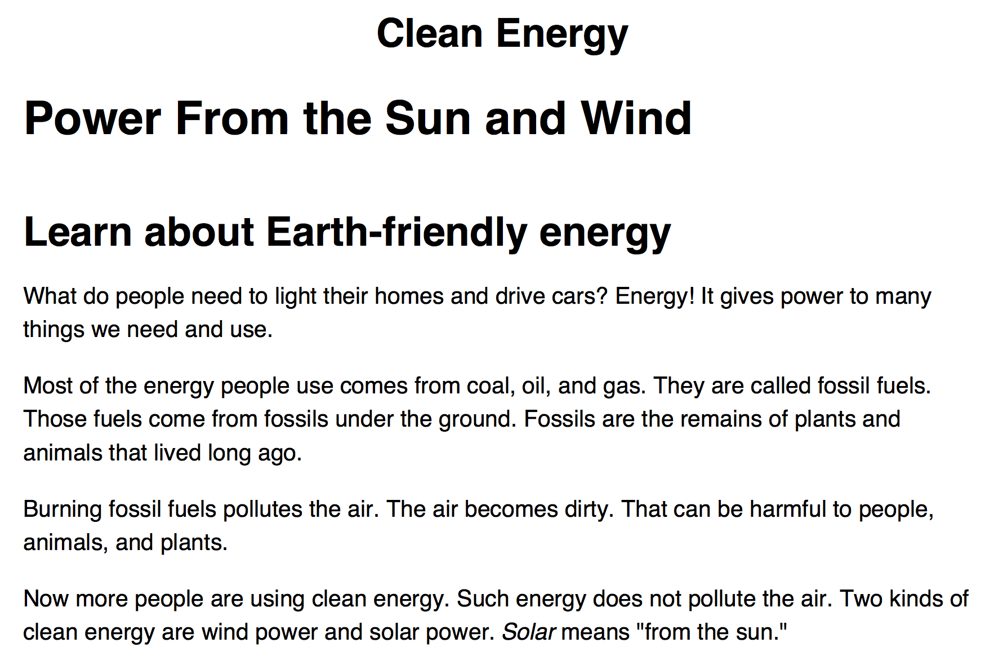 Clean Energy
Power From the Sun and Wind
Learn about Earth-friendly energy
What do people need to light their homes and drive cars? Energy! It gives power to many
things we need and use.
Most of the energy people use comes from coal, oil, and gas. They are called fossil fuels.
Those fuels come from fossils under the ground. Fossils are the remains of plants and
animals that lived long ago.
Burning fossil fuels pollutes the air. The air becomes dirty. That can be harmful to people,
animals, and plants.
Now more people are using clean energy. Such energy does not pollute the air. Two kinds of
clean energy are wind power and solar power. Solar means "from the sun."